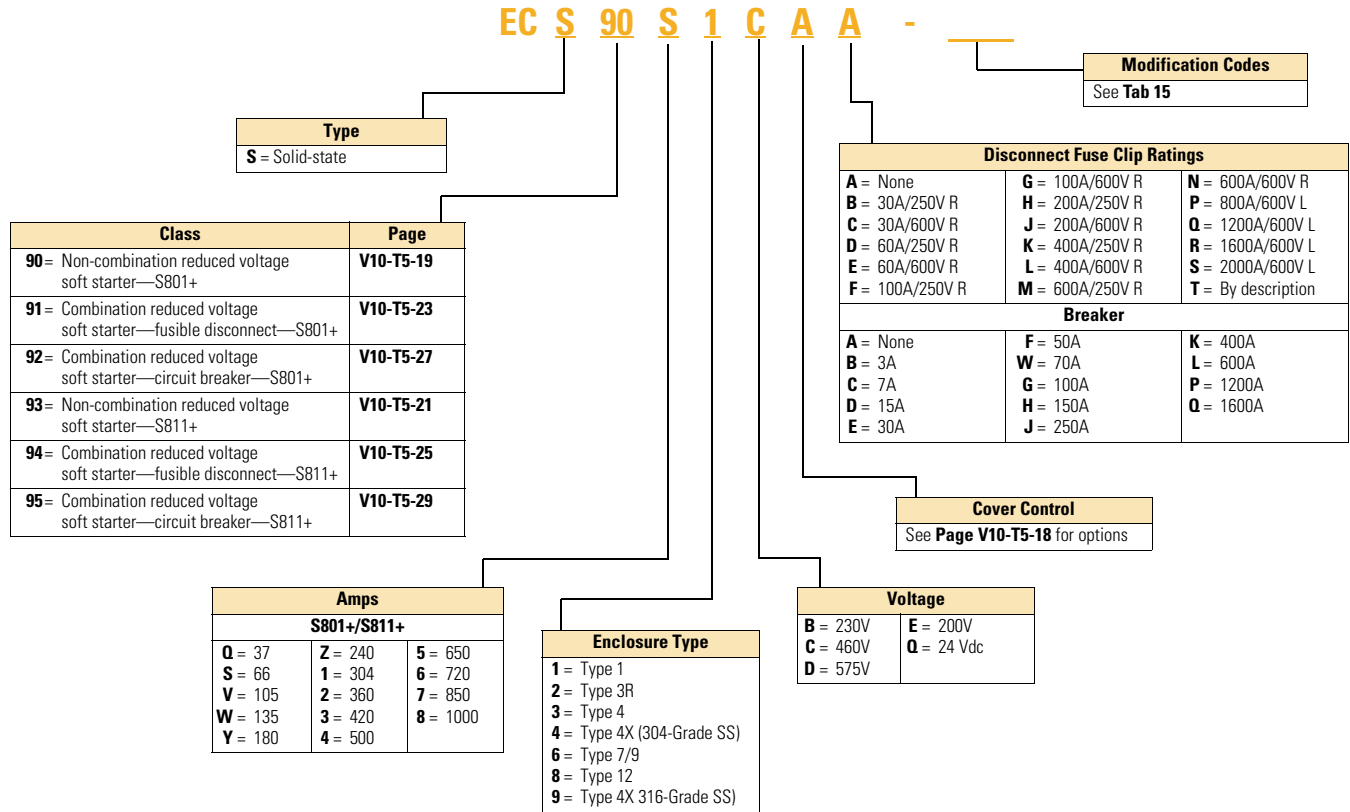 EC S 90 S 1 C A A -
Modification Codes
See Tab 15
Type
S = Solid-state
Disconnect Fuse Clip Ratings
A = None
B = 30A/250V R
C = 30A/600V R
D = 60A/250V R
E = 60A/600V R
F = 100A/250V R
G = 100A/600V R
H = 200A/250V R
J = 200A/600V R
K = 400A/250V R
L = 400A/600V R
M = 600A/250V R
N = 600A/600V R
P = 800A/600V L
Q = 1200A/600V L
R = 1600A/600V L
S = 2000A/600V L
T = By description
Breaker
A = None
B = 3A
C = 7A
D = 15A
E = 30A
F = 50A
W = 70A
G = 100A
H = 150A
J = 250A
K = 400A
L = 600A
P = 1200A
Q = 1600A
Class Page
90 = Non-combination reduced voltage V10-T5-19
soft starter—S801+
91 = Combination reduced voltage V10-T5-23
soft starter—fusible disconnect—S801+
92 = Combination reduced voltage V10-T5-27
soft starter—circuit breaker—S801+
93 = Non-combination reduced voltage V10-T5-21
soft starter—S811+
94 = Combination reduced voltage V10-T5-25
soft starter—fusible disconnect—S811+
95 = Combination reduced voltage V10-T5-29
soft starter—circuit breaker—S811+
Cover Control
See Page V10-T5-18 for options
Amps
S801+/S811+
Q = 37
S = 66
V = 105
W = 135
Y = 180
Z = 240
1 = 304
2 = 360
3 = 420
4 = 500
5 = 650
6 = 720
7 = 850
8 = 1000
Enclosure Type
1 = Type 1
2 = Type 3R
3 = Type 4
4 = Type 4X (304-Grade SS)
6 = Type 7/9
8 = Type 12
9 = Type 4X 316-Grade SS)
Voltage
B = 230V
C = 460V
D = 575V
E = 200V
Q = 24 Vdc